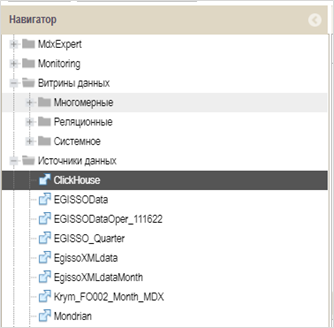 Навигатор
MdxExpert
Monitoring
Витрины данных
Многомерные
Реляционные
Системное
Источники данных
ClickHouse
EGISSOData
EGISSODataOper_111622
EGISSO_Quarter
EgissoXMLdata
EgissoXMLdataMonth
Krym_FO002_Month_MDX
Mondrian